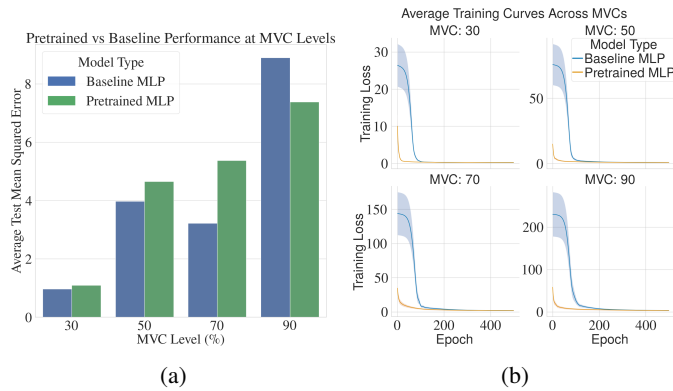 Pretrained vs Baseline Performance at MVC Levels
Model Type
Baseline MLP
Pretrained MLP
Average Test Mean Squared Error
8
6
4
2
0
30 50 70 90
MVC Level (%)
(a)
Average Training Curves Across MVCs
MVC: 30
Training Loss
30
20
10
0
MVC: 50
Model Type
Baseline MLP
Pretrained MLP
50
0
MVC: 70
Training Loss
150
100
50
0
0 200 400
Epoch
MVC: 90
200
100
0
0 200 400
Epoch
(b)